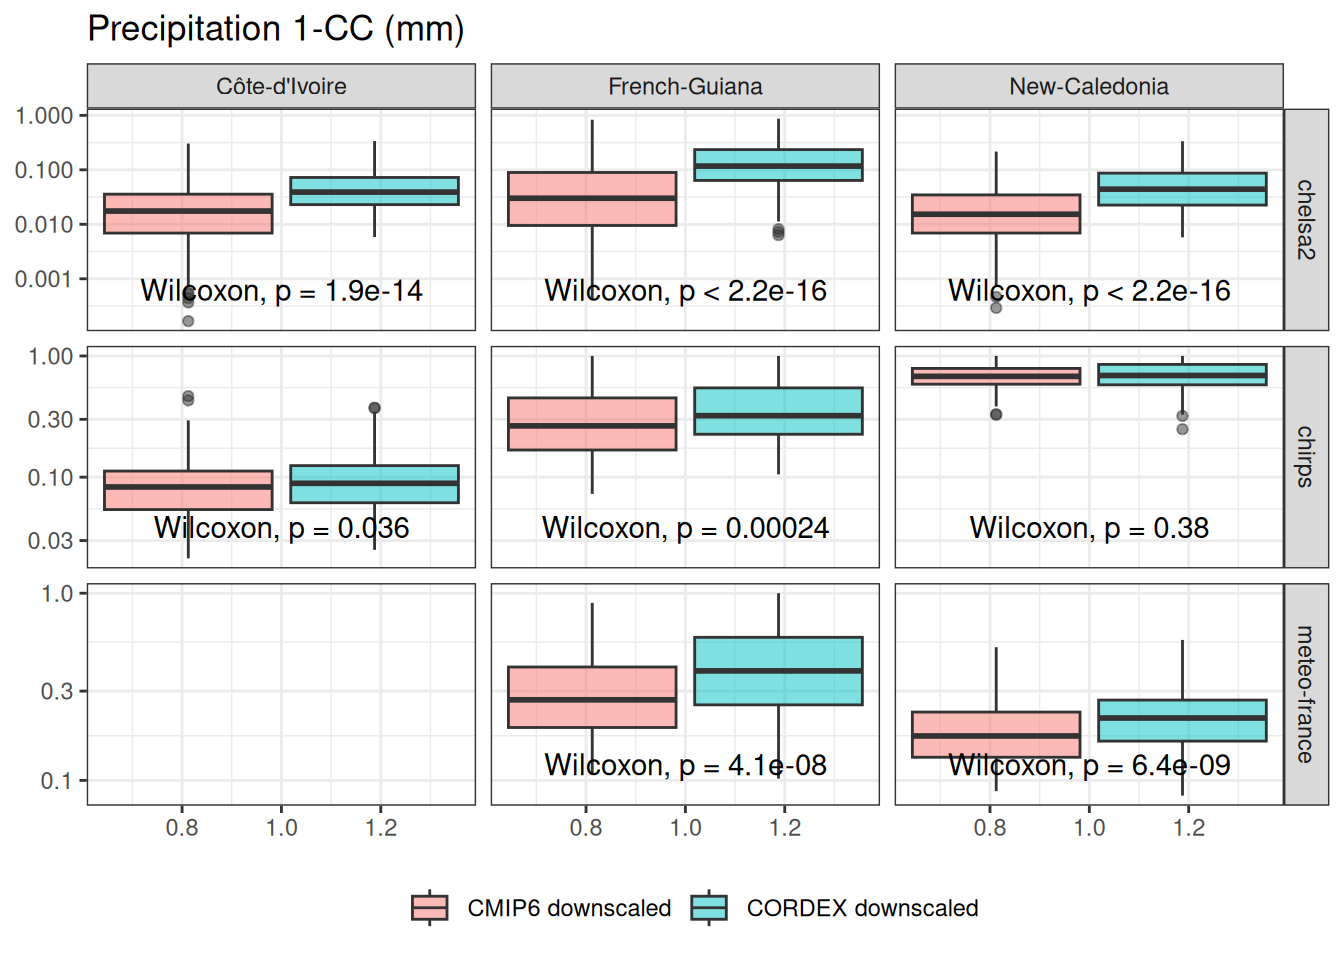 Precipitation 1-CC (mm)
Côte-d'Ivoire French-Guiana New-Caledonia
1.000
0.100
0.010
0.001
Wilcoxon, p = 1.9e-14 Wilcoxon, p < 2.2e-16 Wilcoxon, p < 2.2e-16
chelsa2
1.00
0.30
0.10
0.03
Wilcoxon, p = 0.036 Wilcoxon, p = 0.00024 Wilcoxon, p = 0.38
chirps
1.0
0.3
0.1
Wilcoxon, p = 4.1e-08 Wilcoxon, p = 6.4e-09
meteo-france
0.8 1.0 1.2 0.8 1.0 1.2 0.8 1.0 1.2
CMIP6 downscaled CORDEX downscaled